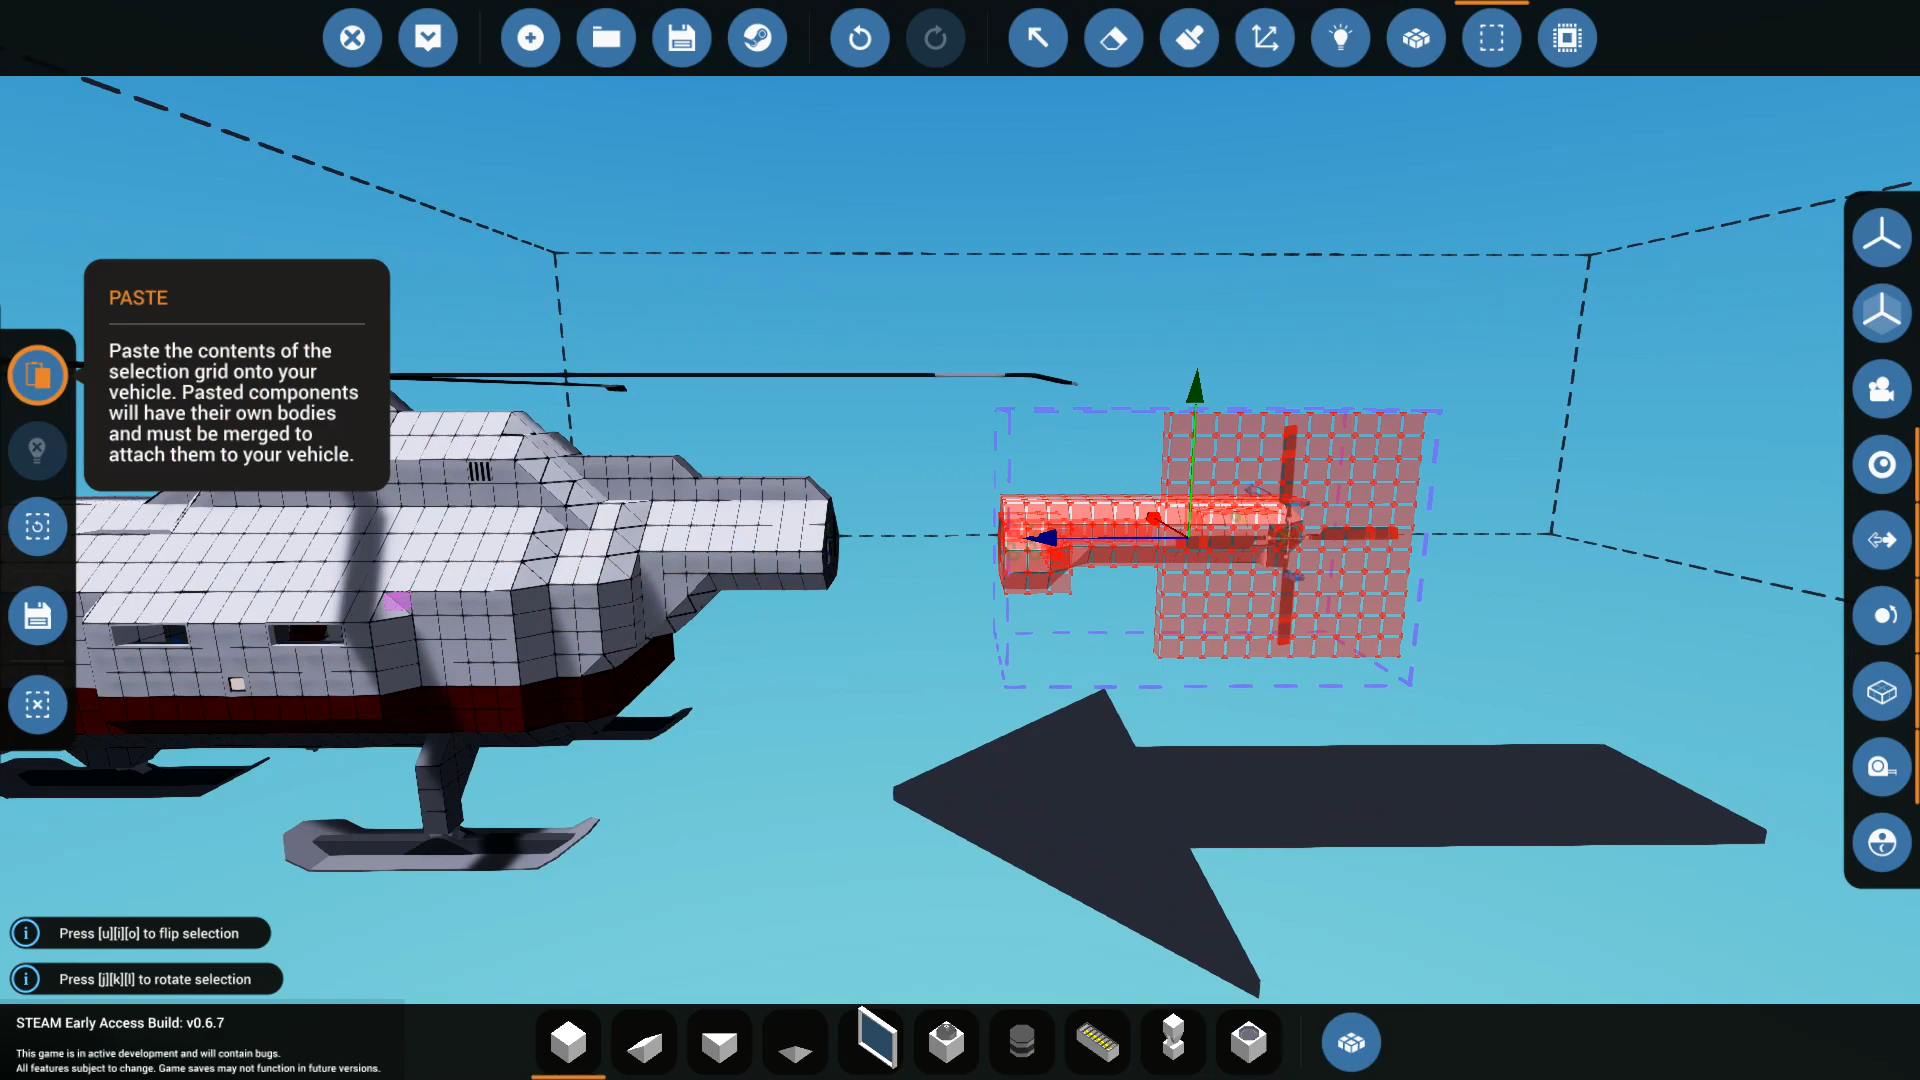 PASTE
Paste the contents of the
selection grid onto your
vehicle. Pasted components
will have their own bodies
and must be merged to
attach them to your vehicle.
Press [u][i][o] to flip selection
Press [j][k][l] to rotate selection
STEAM Early Access Build: v0.6.7
This game is in active development and will contain bugs.
All features subject to change. Game saves may not function in future versions.